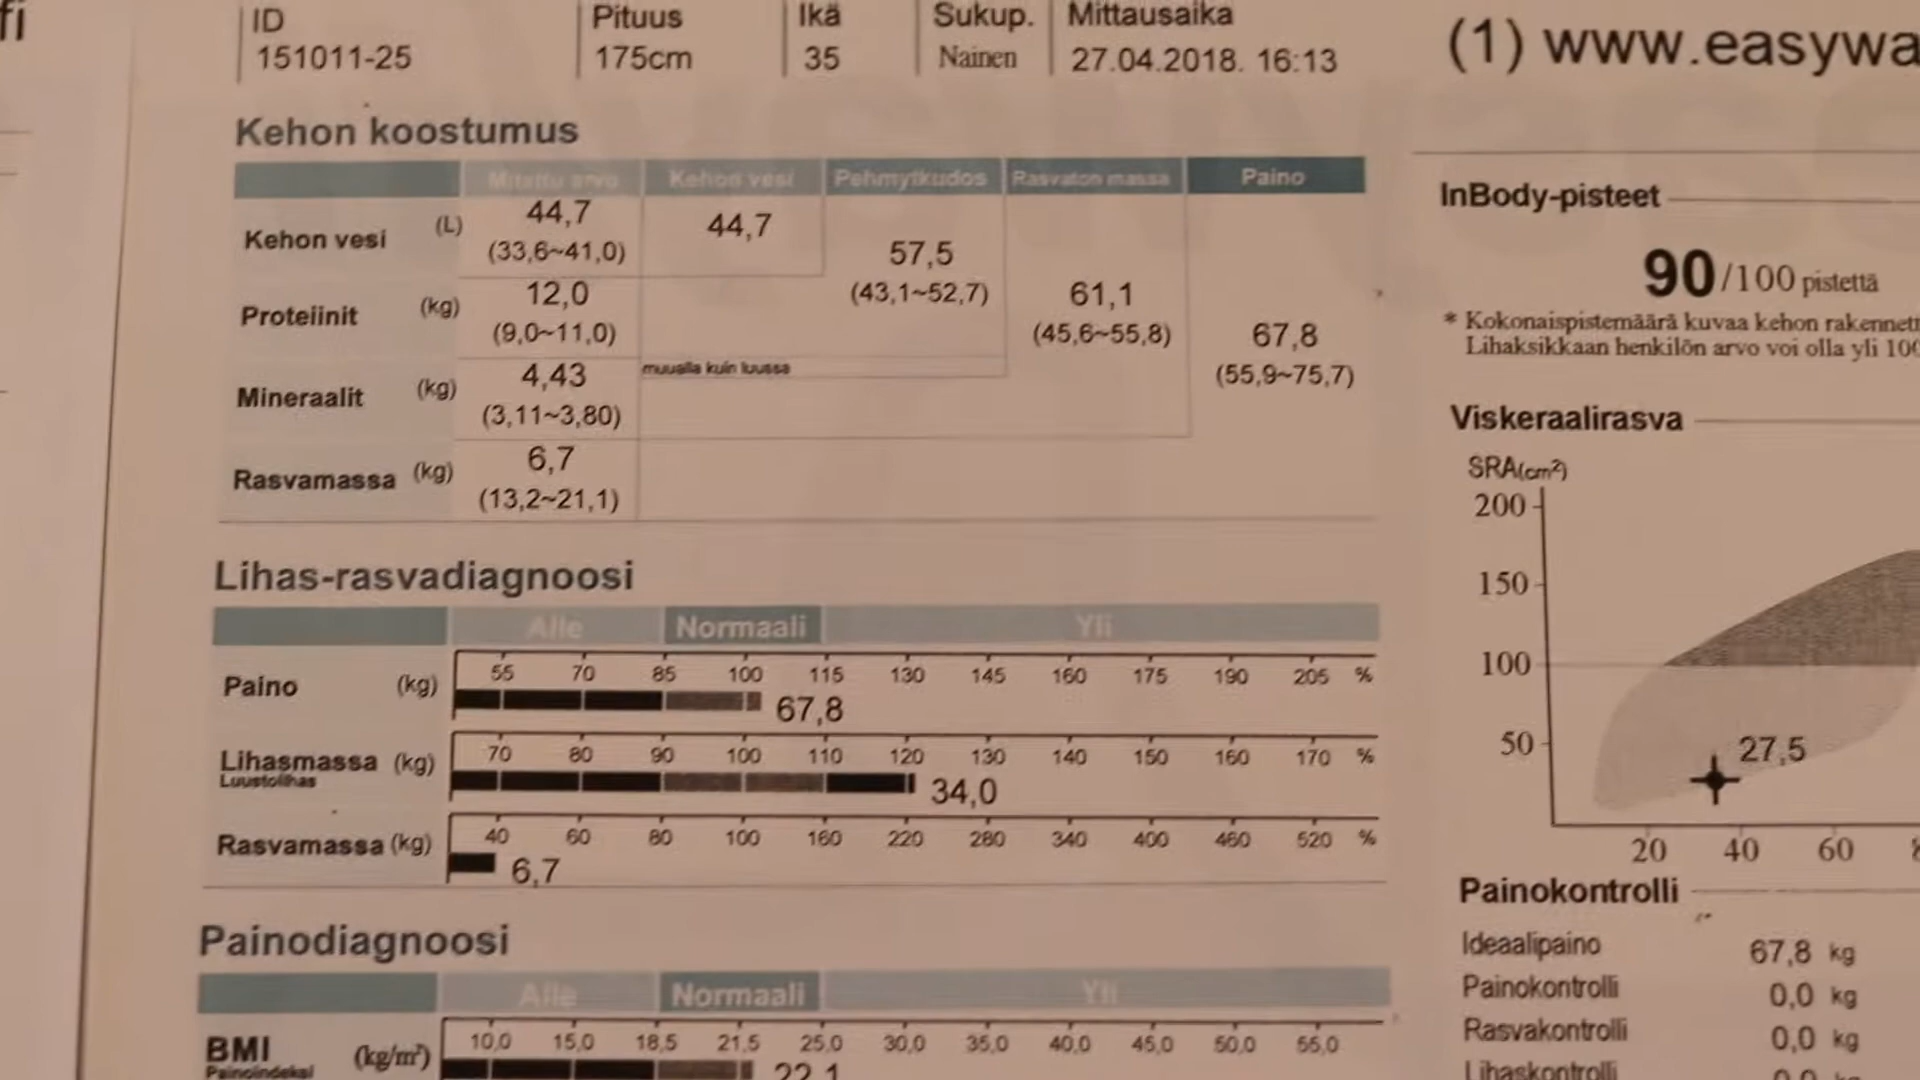 fi
ID Pituus Ikä Sukup. Mittausaika
151011-25 175cm 35 Nainen 27.04.2018. 16:13
(1) www.easywa
Kehon koostumus
Mitattu arvo Kehon vesi Pehmytkudos Rasvaton massa Paino
Kehon vesi (L) 44,7 (33,6~41,0) 44,7
57,5 (43,1~52,7)
Proteiinit (kg) 12,0 (9,0~11,0)
61,1 (45,6~55,8)
67,8 (55,9~75,7)
muualla kuin luussa
Mineraalit (kg) 4,43 (3,11~3,80)
Rasvamassa (kg) 6,7 (13,2~21,1)
Lihas-rasvadiagnoosi
Alle Normaali Yli
55 70 85 100 115 130 145 160 175 190 205 %
Paino (kg) 67,8
70 80 90 100 110 120 130 140 150 160 170 %
Lihasmassa (kg) 34,0
Luustolihas
40 60 80 100 160 220 280 340 400 460 520 %
Rasvamassa (kg) 6,7
Painodiagnoosi
Alle Normaali Yli
10,0 15,0 18,5 21,5 25,0 30,0 35,0 40,0 45,0 50,0 55,0
BMI (kg/m²) 22,1
Painoindeksi
InBody-pisteet
90/100 pistettä
* Kokonaispistemäärä kuvaa kehon rakennett
Lihaksikkaan henkilön arvo voi olla yli 100
Viskeraalirasva
SRA(cm²)
200
150
100
50
27,5
20 40 60 8
Painokontrolli
Ideaalipaino 67,8 kg
Painokontrolli 0,0 kg
Rasvakontrolli 0,0 kg
Lihaskontrolli 0,0 kg